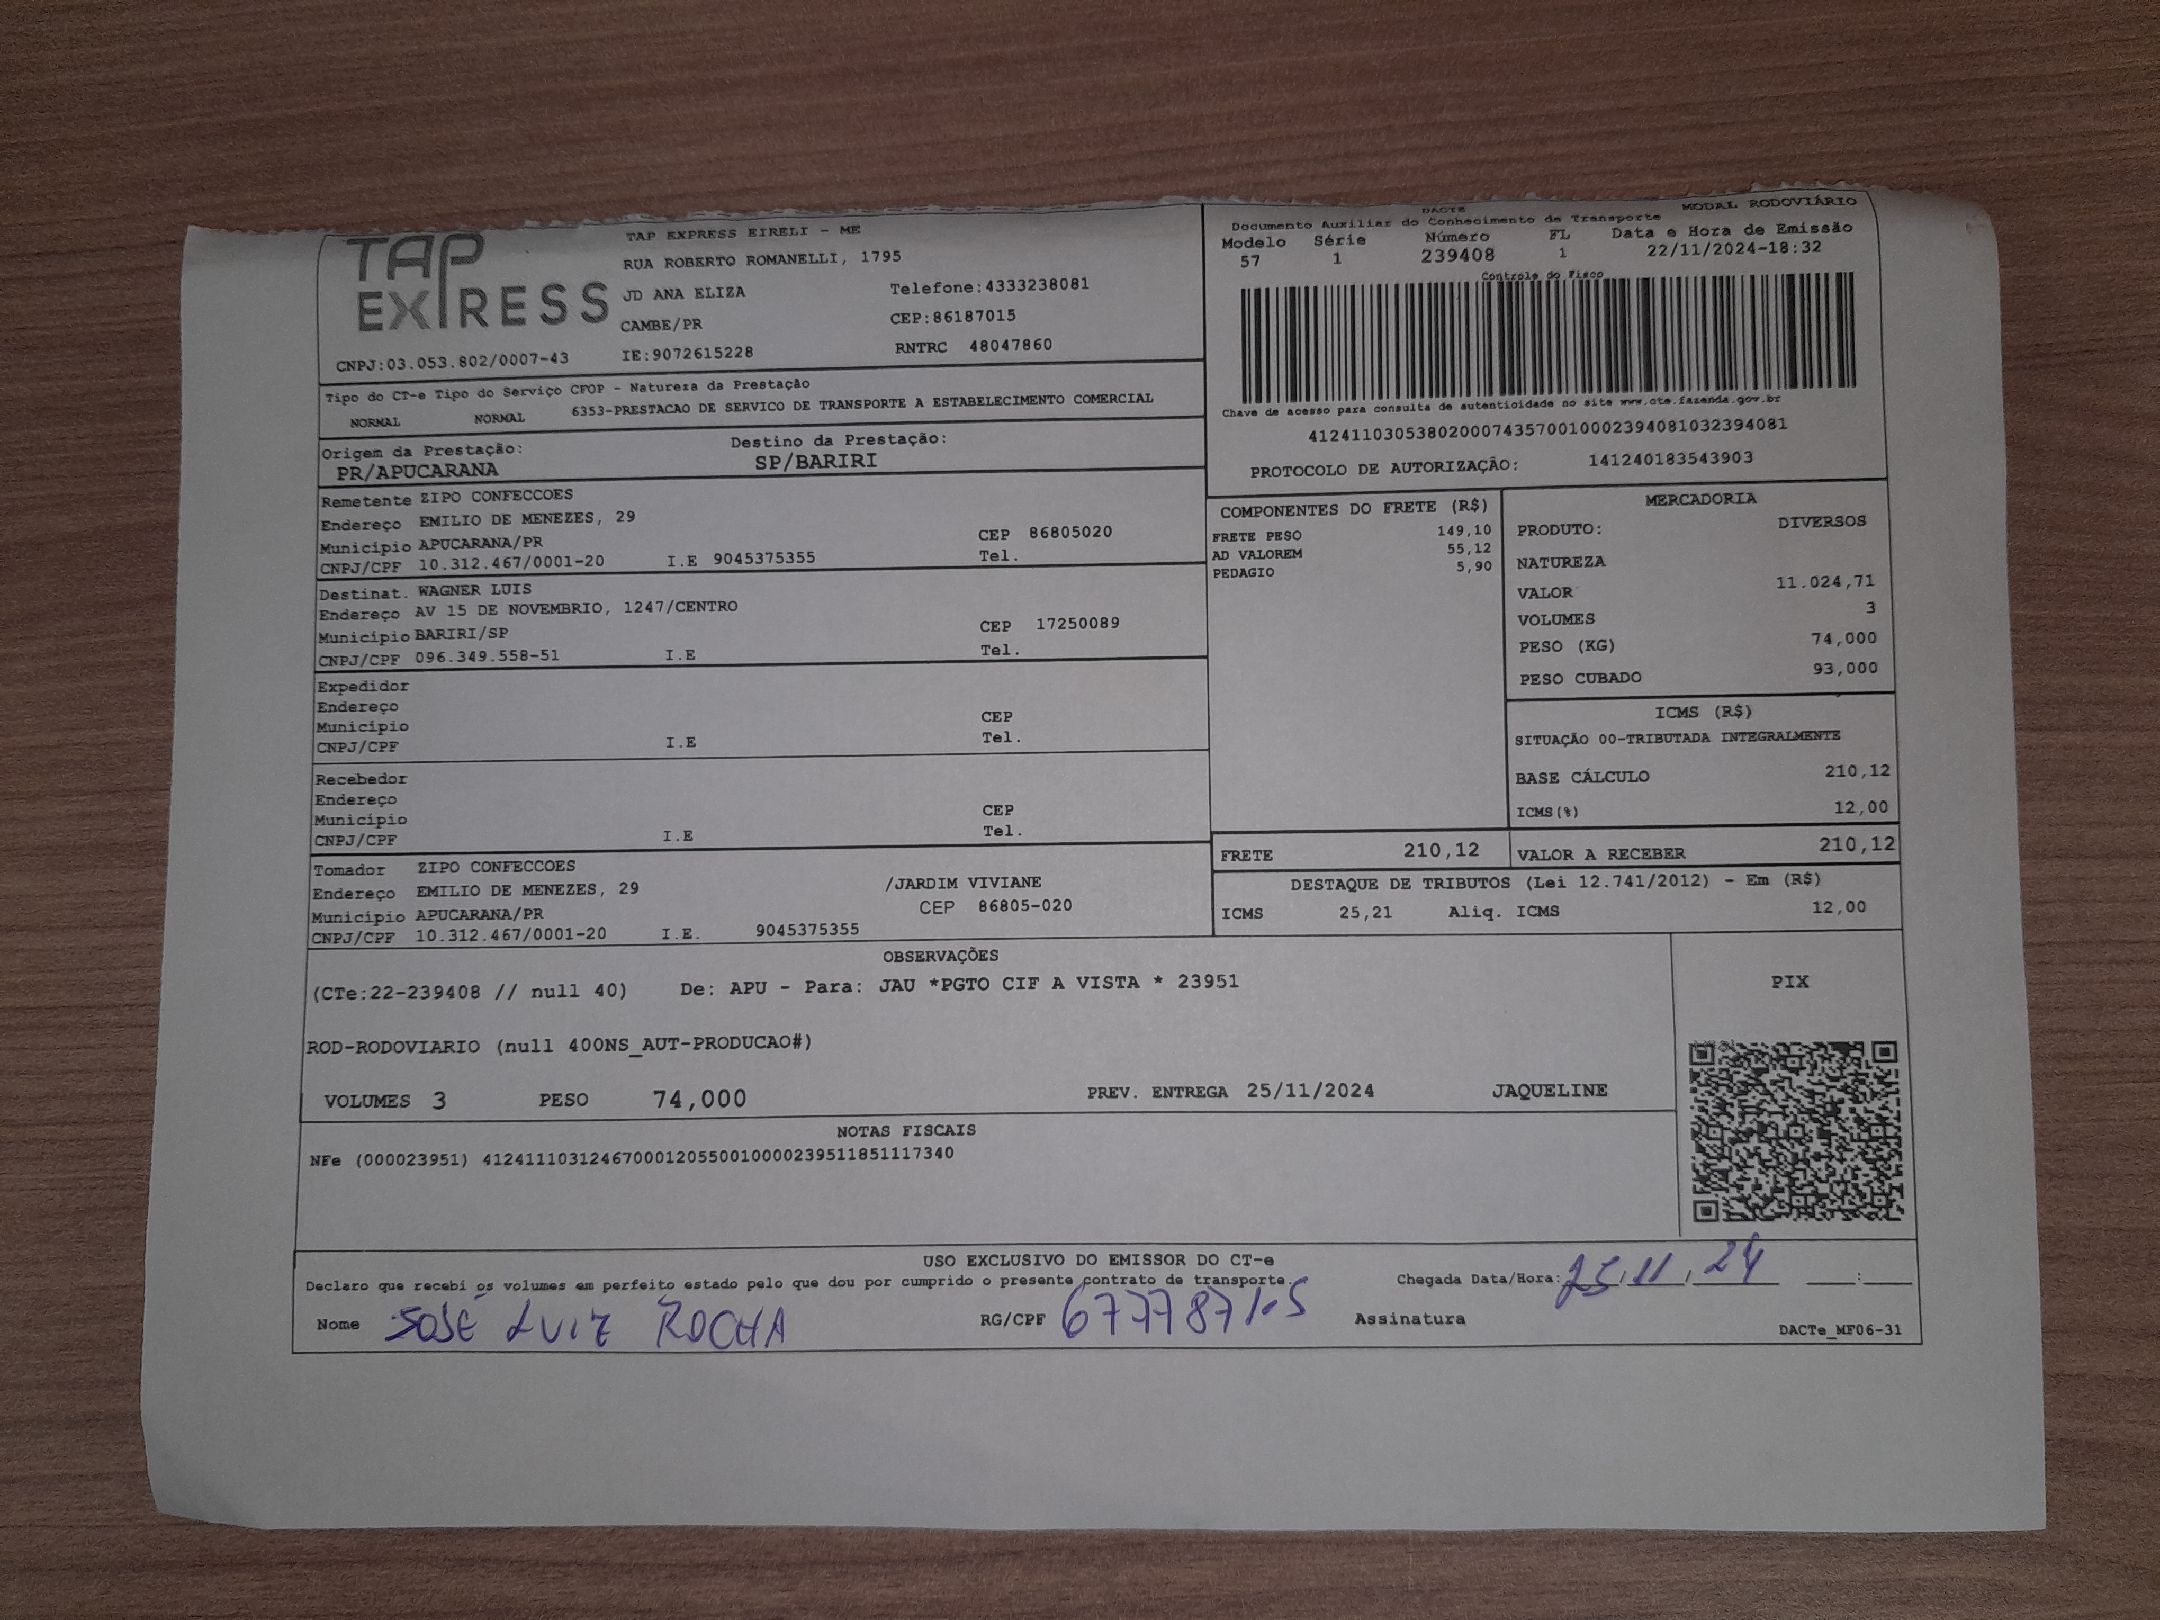 TAP EXPRESS
TAP EXPRESS EIRELI - ME
RUA ROBERTO ROMANELLI, 1795
JD ANA ELIZA Telefone:4333238081
CAMBE/PR CEP:86187015
CNPJ:03.053.802/0007-43 IE:9072615228 RNTRC 48047860
DACTE MODAL RODOVIÁRIO
Documento Auxiliar do Conhecimento de Transporte
Modelo Série Número FL Data e Hora de Emissão
57 1 239408 1 22/11/2024-18:32
Controle do Fisco
Chave de acesso para consulta de autenticidade no site www.cte.fazenda.gov.br
41241103053802000743570010002394081032394081
PROTOCOLO DE AUTORIZAÇÃO: 141240183543903
Tipo do CT-e Tipo do Serviço CFOP - Natureza da Prestação
NORMAL NORMAL 6353-PRESTACAO DE SERVICO DE TRANSPORTE A ESTABELECIMENTO COMERCIAL
Origem da Prestação: Destino da Prestação:
PR/APUCARANA SP/BARIRI
Remetente ZIPO CONFECCOES
Endereço EMILIO DE MENEZES, 29
Município APUCARANA/PR CEP 86805020
CNPJ/CPF 10.312.467/0001-20 I.E 9045375355 Tel.
Destinat. WAGNER LUIS
Endereço AV 15 DE NOVEMBRIO, 1247/CENTRO
Município BARIRI/SP CEP 17250089
CNPJ/CPF 096.349.558-51 I.E Tel.
Expedidor
Endereço
Município CEP
CNPJ/CPF I.E Tel.
Recebedor
Endereço
Município CEP
CNPJ/CPF I.E Tel.
Tomador ZIPO CONFECCOES
Endereço EMILIO DE MENEZES, 29 /JARDIM VIVIANE
Município APUCARANA/PR CEP 86805-020
CNPJ/CPF 10.312.467/0001-20 I.E. 9045375355
COMPONENTES DO FRETE (R$)
FRETE PESO 149,10
AD VALOREM 55,12
PEDAGIO 5,90
MERCADORIA
PRODUTO: DIVERSOS
NATUREZA
VALOR 11.024,71
VOLUMES 3
PESO (KG) 74,000
PESO CUBADO 93,000
ICMS (R$)
SITUAÇÃO 00-TRIBUTADA INTEGRALMENTE
BASE CÁLCULO 210,12
ICMS(%) 12,00
FRETE 210,12 VALOR A RECEBER 210,12
DESTAQUE DE TRIBUTOS (Lei 12.741/2012) - Em (R$)
ICMS 25,21 Aliq. ICMS 12,00
OBSERVAÇÕES
(CTe:22-239408 // null 40) De: APU - Para: JAU *PGTO CIF A VISTA * 23951
ROD-RODOVIARIO (null 400NS_AUT-PRODUCAO#)
VOLUMES 3 PESO 74,000 PREV. ENTREGA 25/11/2024 JAQUELINE
PIX
NOTAS FISCAIS
NFe (000023951) 41241110312467000120550010000239511851117340
USO EXCLUSIVO DO EMISSOR DO CT-e
Declaro que recebi os volumes em perfeito estado pelo que dou por cumprido o presente contrato de transporte. Chegada Data/Hora: 25/11/24 :
Nome JOSÉ LUIZ ROCHA RG/CPF Assinatura
DACTe_MF06-31